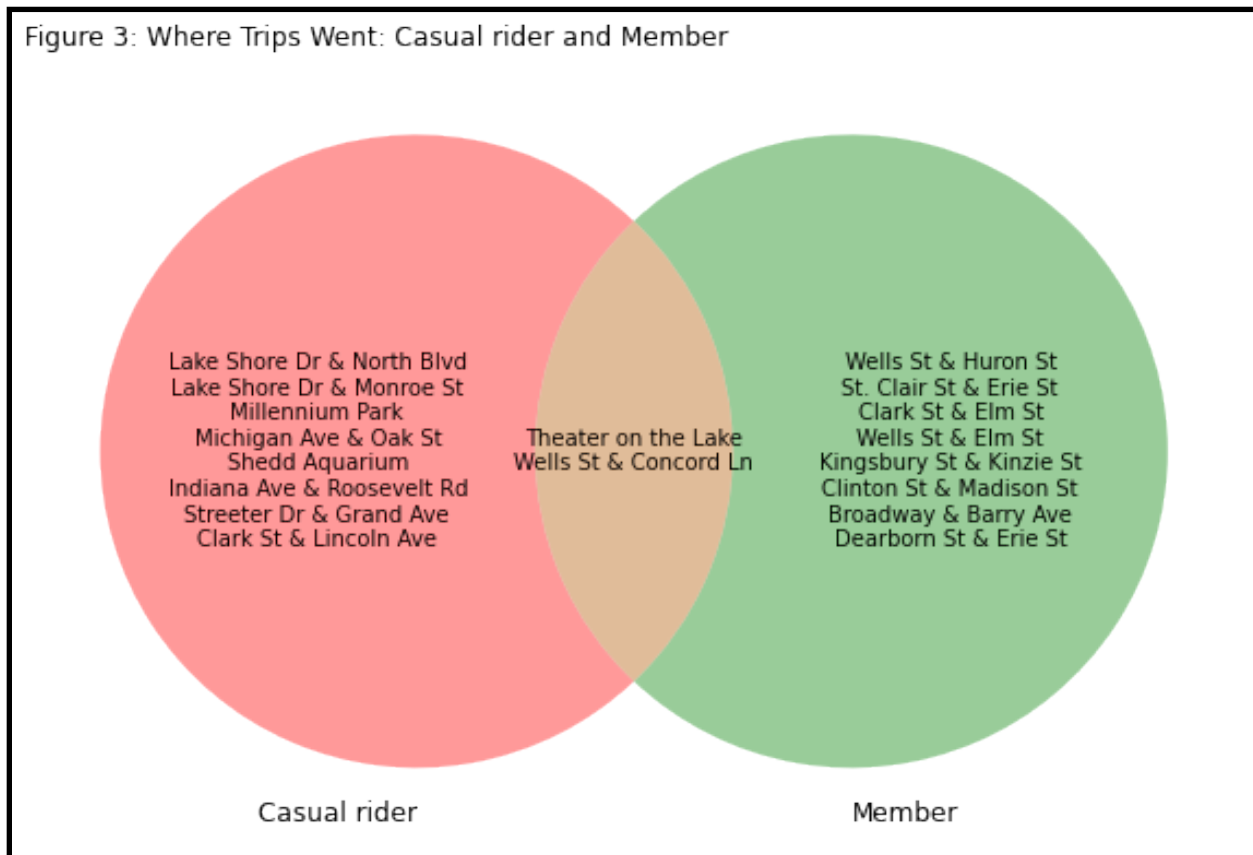 Figure 3: Where Trips Went: Casual rider and Member
Lake Shore Dr & North Blvd
Lake Shore Dr & Monroe St
Millennium Park
Michigan Ave & Oak St
Shedd Aquarium
Indiana Ave & Roosevelt Rd
Streeter Dr & Grand Ave
Clark St & Lincoln Ave
Theater on the Lake
Wells St & Concord Ln
Wells St & Huron St
St. Clair St & Erie St
Clark St & Elm St
Wells St & Elm St
Kingsbury St & Kinzie St
Clinton St & Madison St
Broadway & Barry Ave
Dearborn St & Erie St
Casual rider
Member